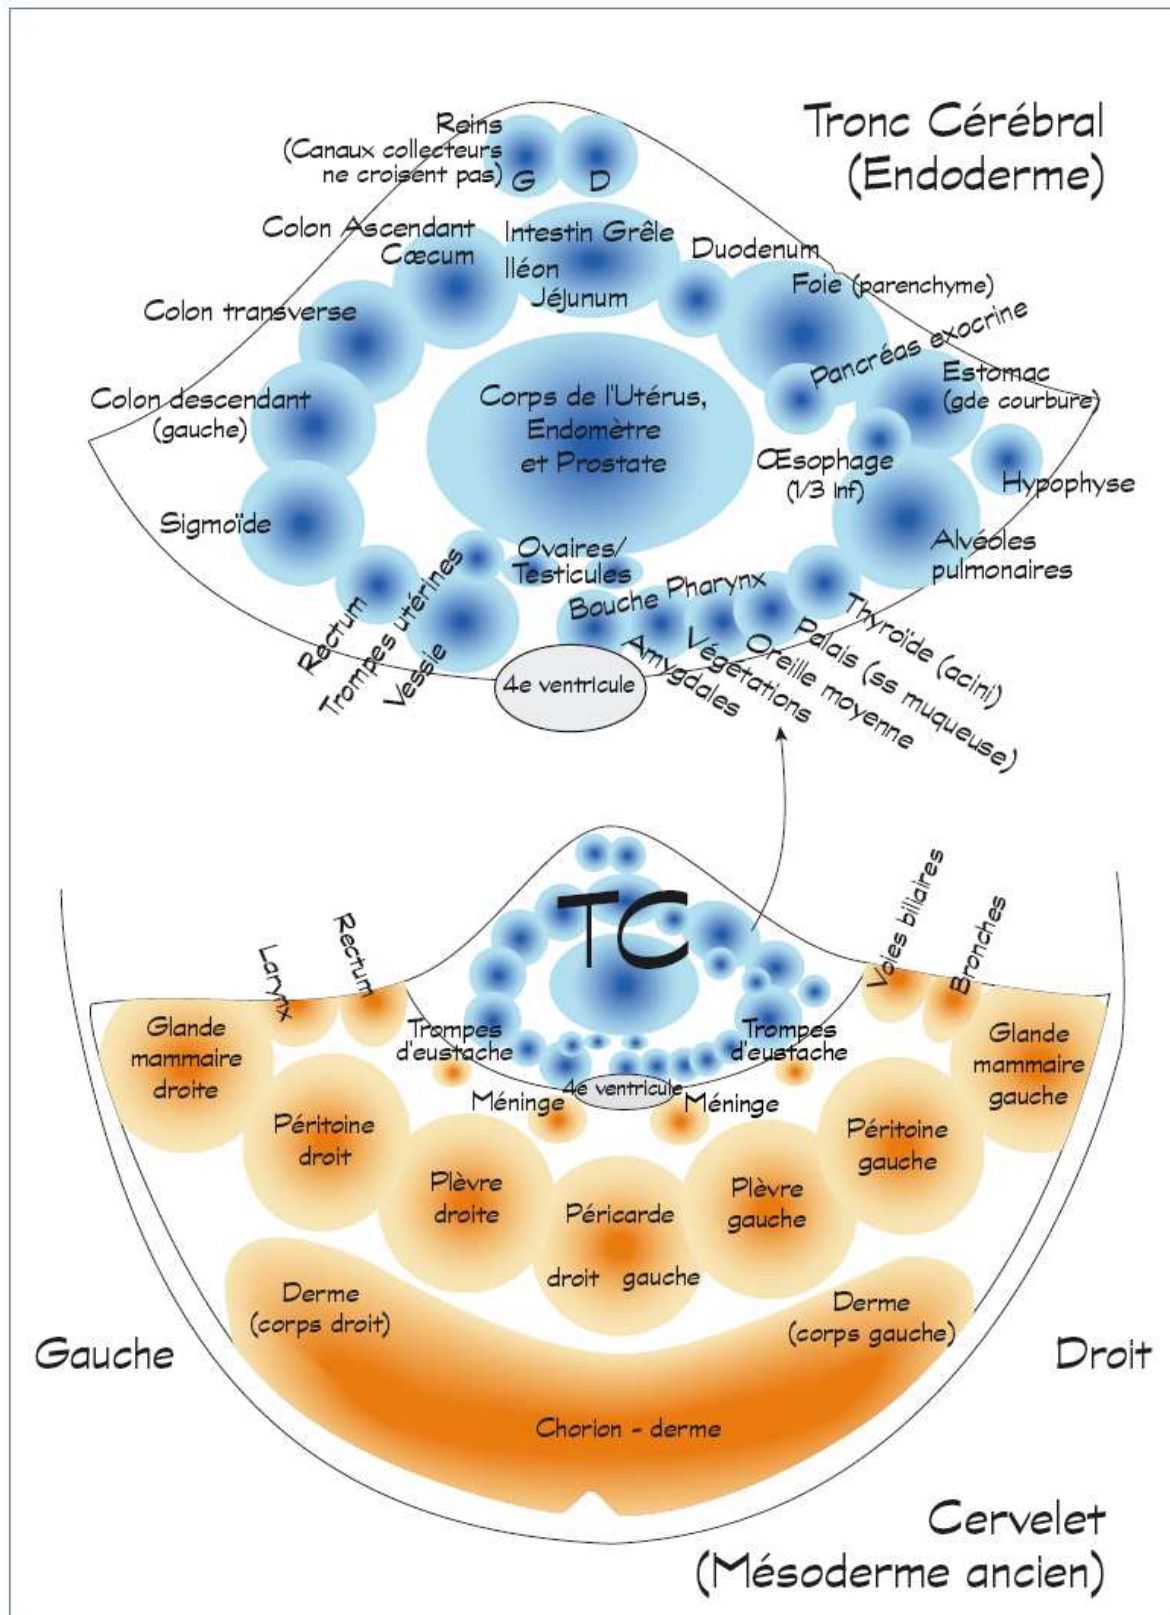 Tronc Cérébral
(Endoderme)
Reins
(Canaux collecteurs
ne croisent pas)
G
D
Colon Ascendant
Cœcum
Intestin Grêle
Iléon
Jéjunum
Duodenum
Foie (parenchyme)
Colon transverse
Pancréas exocrine
Estomac
(gde courbure)
Colon descendant
(gauche)
Corps de l'Utérus,
Endomètre
et Prostate
Œsophage
(1/3 Inf)
Hypophyse
Sigmoïde
Alvéoles
pulmonaires
Ovaires/
Testicules
Rectum
Trompes utérines
Vessie
Bouche
Pharynx
Amygdales
Végétations
Oreille moyenne
Palais (ss muqueuse)
Thyroïde (acini)
4e ventricule
TC
Larynx
Rectum
Voies biliaires
Bronches
Glande
mammaire
droite
Trompes
d'eustache
Trompes
d'eustache
Glande
mammaire
gauche
4e ventricule
Méninge
Méninge
Péritoine
droit
Péritoine
gauche
Plèvre
droite
Plèvre
gauche
Péricarde
droit gauche
Derme
(corps droit)
Derme
(corps gauche)
Gauche
Droit
Chorion - derme
Cervelet
(Mésoderme ancien)